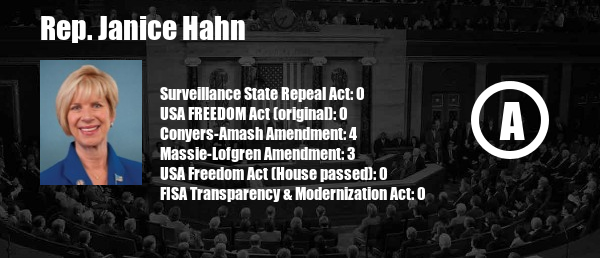 Rep. Janice Hahn
Surveillance State Repeal Act: 0
USA FREEDOM Act (original): 0
Conyers-Amash Amendment: 4
Massie-Lofgren Amendment: 3
USA Freedom Act (House passed): 0
FISA Transparency & Modernization Act: 0
A